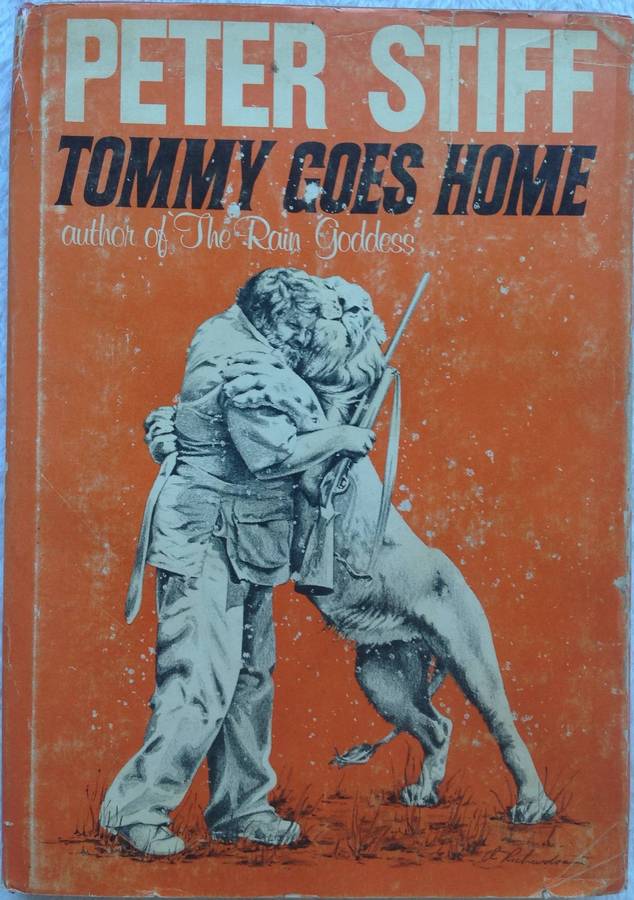 PETER STIFF
TOMMY GOES HOME
author of The Rain Goddess